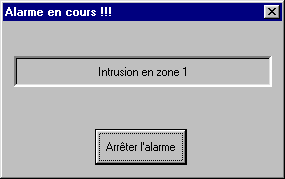 Alarme en cours !!!
Intrusion en zone 1
Arrêter l'alarme